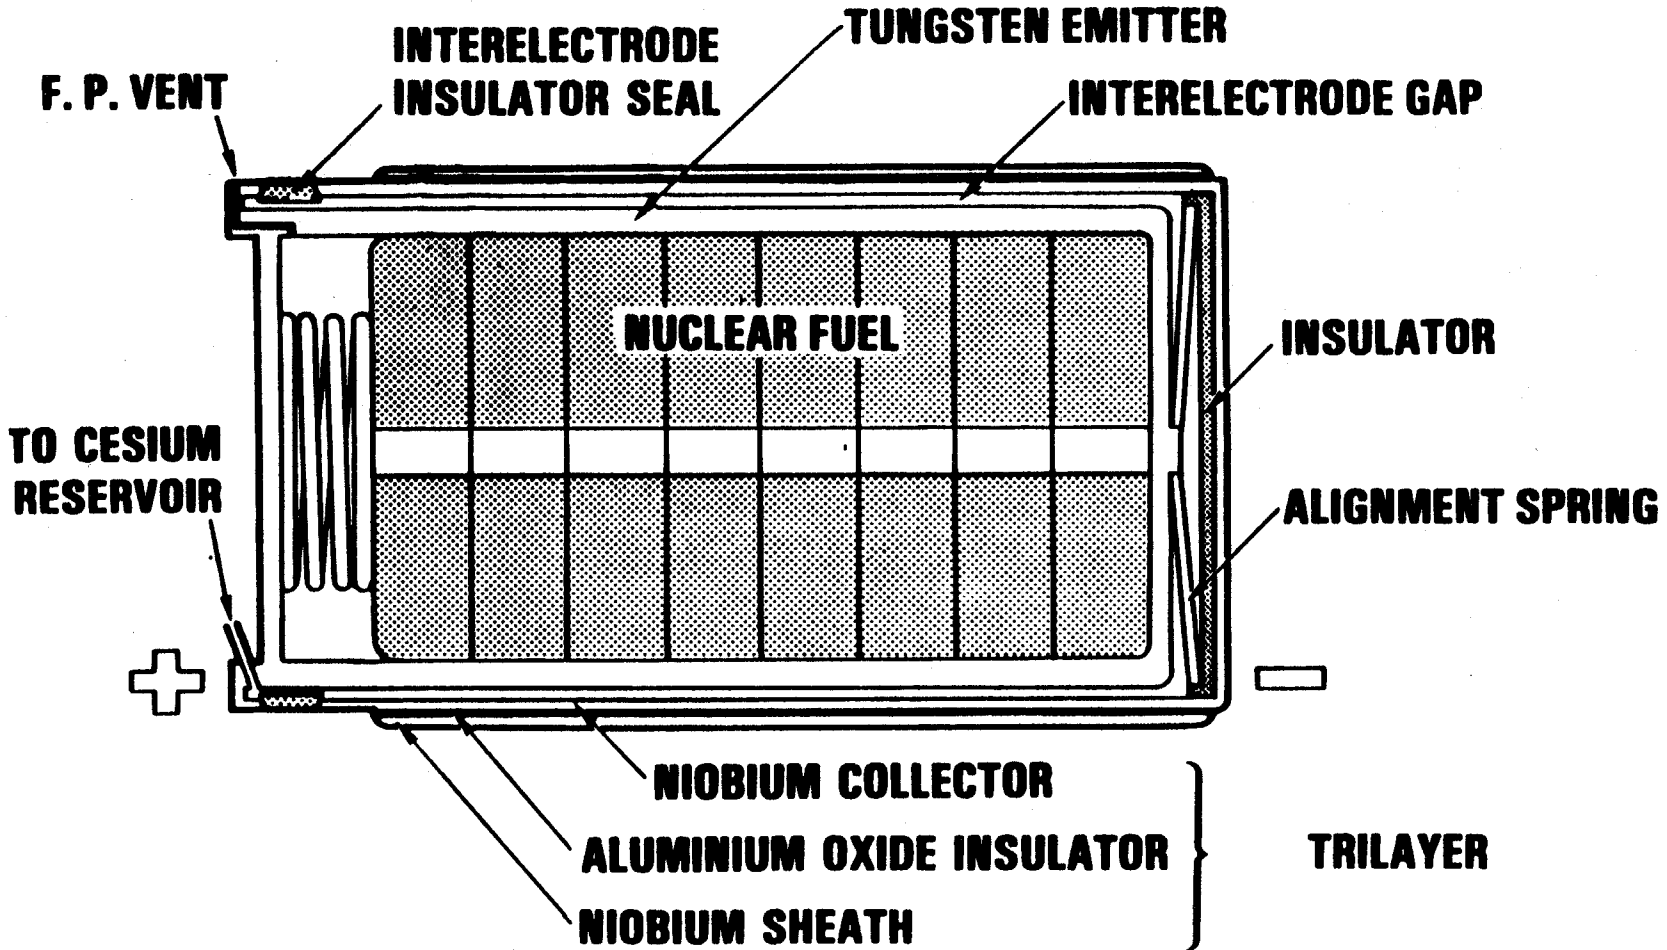 INTERELECTRODE
INSULATOR SEAL
TUNGSTEN EMITTER
F. P. VENT
INTERELECTRODE GAP
NUCLEAR FUEL
INSULATOR
TO CESIUM
RESERVOIR
ALIGNMENT SPRING
NIOBIUM COLLECTOR
ALUMINIUM OXIDE INSULATOR
TRILAYER
NIOBIUM SHEATH